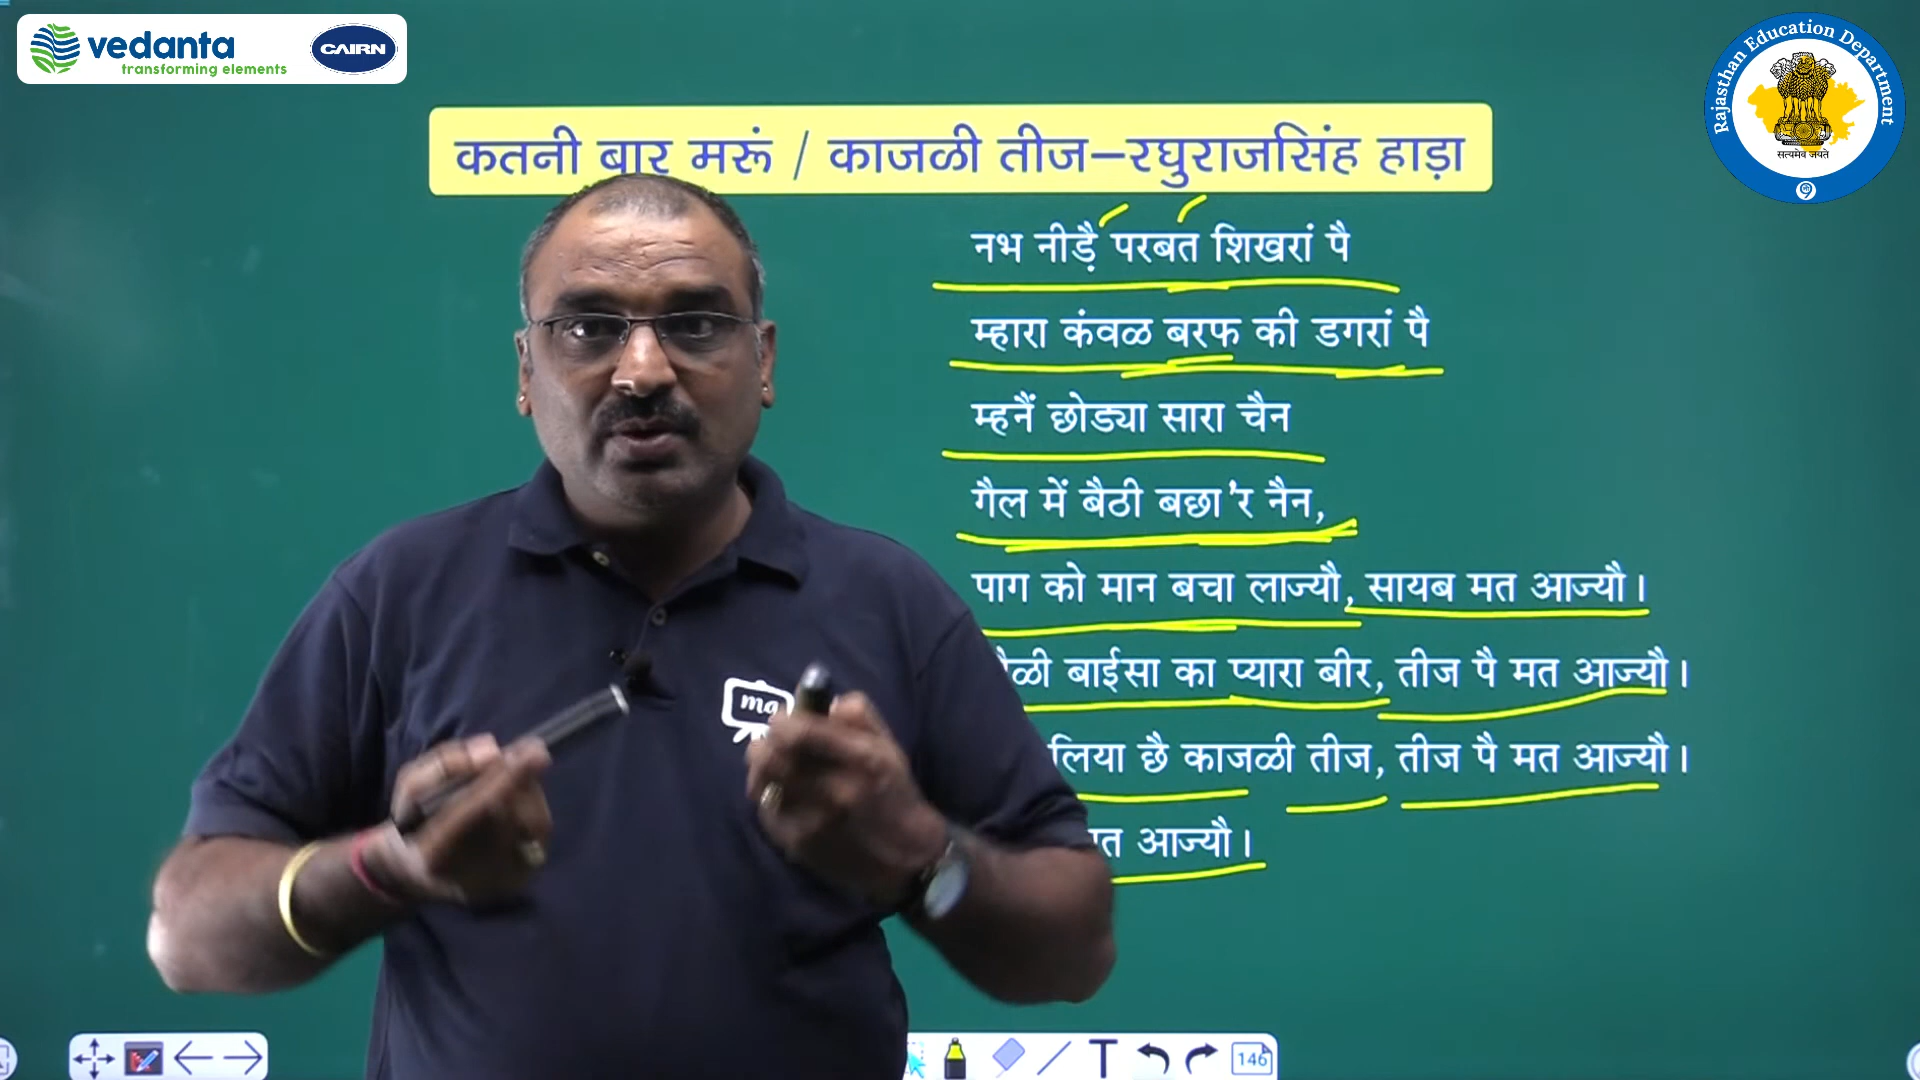 vedanta
transforming elements
CAIRN
Rajasthan Education Department
सत्यमेव जयते
कतनी बार मरूं / काजळी तीज–रघुराजसिंह हाड़ा
नभ नीड़ै परबत शिखरां पै
म्हारा कंवळ बरफ की डगरां पै
म्हनैं छोड्या सारा चैन
गैल में बैठी बछा'र नैन,
पाग को मान बचा लाज्यौ, सायब मत आज्यौ।
बाईसा का प्यारा बीर, तीज पै मत आज्यौ।
छै काजळी तीज, तीज पै मत आज्यौ।
आज्यौ।
mg
T
146